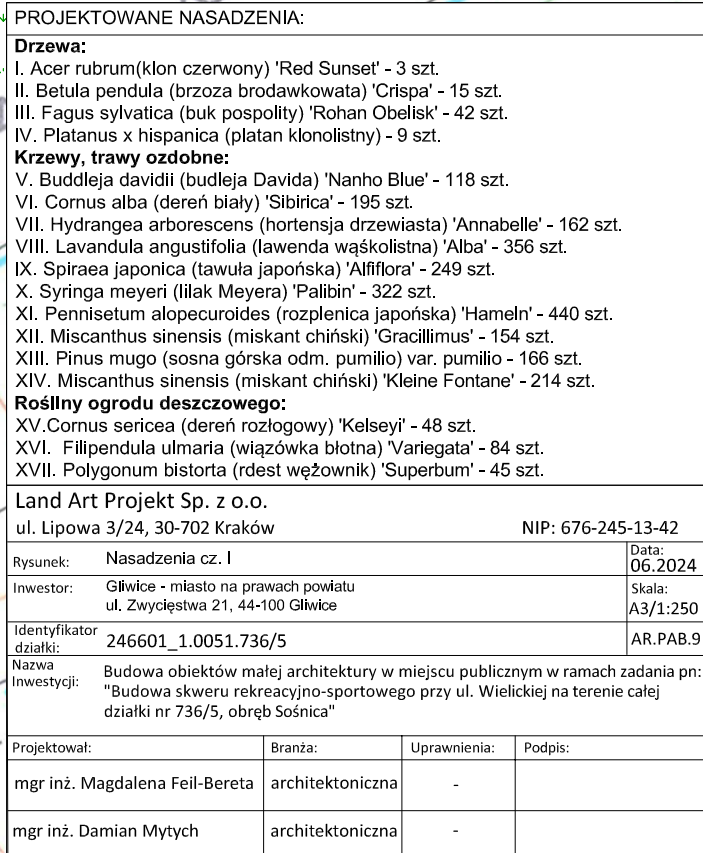 PROJEKTOWANE NASADZENIA:
Drzewa:
I. Acer rubrum(klon czerwony) 'Red Sunset' - 3 szt.
II. Betula pendula (brzoza brodawkowata) 'Crispa' - 15 szt.
III. Fagus sylvatica (buk pospolity) 'Rohan Obelisk' - 42 szt.
IV. Platanus x hispanica (platan klonolistny) - 9 szt.
Krzewy, trawy ozdobne:
V. Buddleja davidii (budleja Davida) 'Nanho Blue' - 118 szt.
VI. Cornus alba (dereń biały) 'Sibirica' - 195 szt.
VII. Hydrangea arborescens (hortensja drzewiasta) 'Annabelle' - 162 szt.
VIII. Lavandula angustifolia (lawenda wąśkolistna) 'Alba' - 356 szt.
IX. Spiraea japonica (tawuła japońska) 'Alfiflora' - 249 szt.
X. Syringa meyeri (lilak Meyera) 'Palibin' - 322 szt.
XI. Pennisetum alopecuroides (rozplenica japońska) 'Hameln' - 440 szt.
XII. Miscanthus sinensis (miskant chiński) 'Gracillimus' - 154 szt.
XIII. Pinus mugo (sosna górska odm. pumilio) var. pumilio - 166 szt.
XIV. Miscanthus sinensis (miskant chiński) 'Kleine Fontane' - 214 szt.
Rośliny ogrodu deszczowego:
XV.Cornus sericea (dereń rozłogowy) 'Kelseyi' - 48 szt.
XVI. Filipendula ulmaria (wiązówka błotna) 'Variegata' - 84 szt.
XVII. Polygonum bistorta (rdest wężownik) 'Superbum' - 45 szt.
Land Art Projekt Sp. z o.o.
ul. Lipowa 3/24, 30-702 Kraków NIP: 676-245-13-42
Rysunek: Nasadzenia cz. I Data: 06.2024
Inwestor: Gliwice - miasto na prawach powiatu
ul. Zwycięstwa 21, 44-100 Gliwice
Skala: A3/1:250
Identyfikator działki: 246601_1.0051.736/5 AR.PAB.9
Nazwa Inwestycji: Budowa obiektów małej architektury w miejscu publicznym w ramach zadania pn:
"Budowa skweru rekreacyjno-sportowego przy ul. Wielickiej na terenie całej
działki nr 736/5, obręb Sośnica"
Projektował: Branża: Uprawnienia: Podpis:
mgr inż. Magdalena Feil-Bereta architektoniczna -
mgr inż. Damian Mytych architektoniczna -